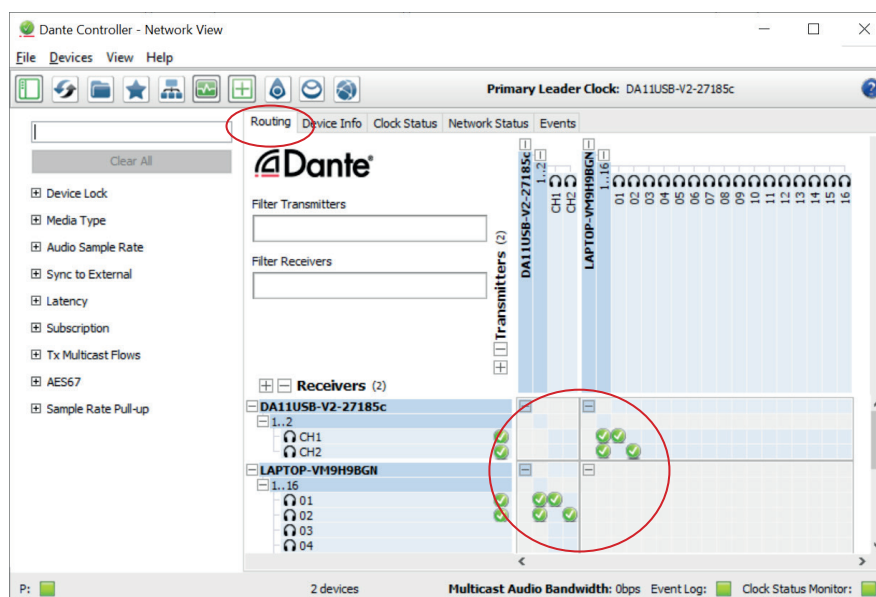 Dante Controller - Network View
File Devices View Help
Primary Leader Clock: DA11USB-V2-27185c
Routing Device Info Clock Status Network Status Events
Clear All
Device Lock
Media Type
Audio Sample Rate
Sync to External
Latency
Subscription
Tx Multicast Flows
AES67
Sample Rate Pull-up
Dante®
Filter Transmitters
Filter Receivers
Transmitters (2)
DA11USB-V2-27185c
1..2
CH1
CH2
LAPTOP-VM9H9BGN
1..16
01
02
03
04
05
06
07
08
09
10
11
12
13
14
15
16
Receivers (2)
DA11USB-V2-27185c
1..2
CH1
CH2
LAPTOP-VM9H9BGN
1..16
01
02
03
04
P: 2 devices Multicast Audio Bandwidth: 0bps Event Log: Clock Status Monitor: